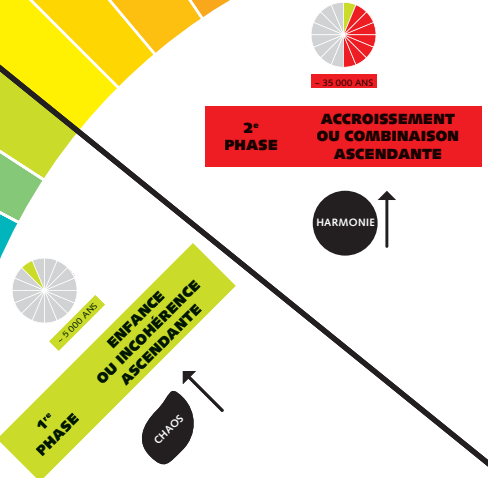 ~ 35 000 ANS
2e
PHASE
ACCROISSEMENT
OU COMBINAISON
ASCENDANTE
HARMONIE
~ 5 000 ANS
1re
PHASE
ENFANCE
OU INCOHÉRENCE
ASCENDANTE
CHAOS